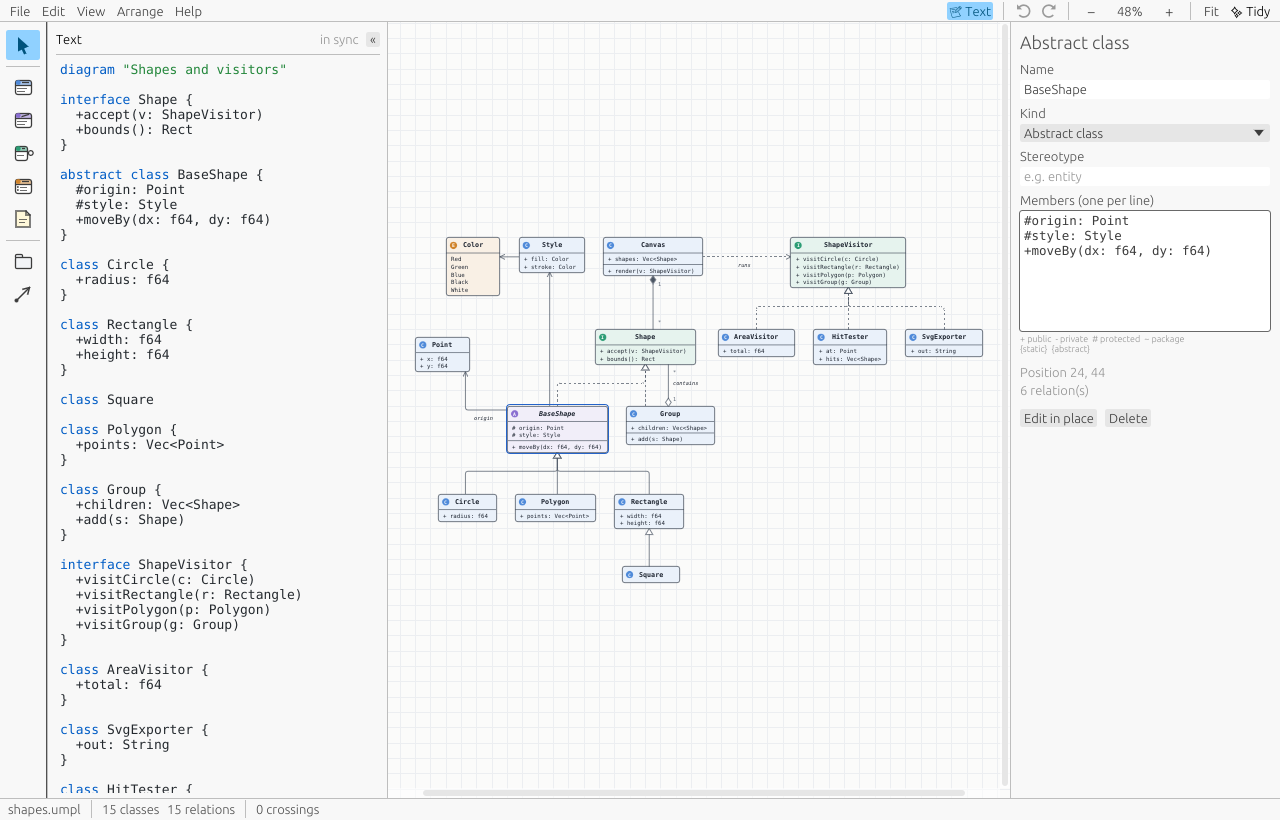 File Edit View Arrange Help
Text
48%
Fit
Tidy
Text
in sync «
diagram "Shapes and visitors"
interface Shape {
+accept(v: ShapeVisitor)
+bounds(): Rect
}
abstract class BaseShape {
#origin: Point
#style: Style
+moveBy(dx: f64, dy: f64)
}
class Circle {
+radius: f64
}
class Rectangle {
+width: f64
+height: f64
}
class Square
class Polygon {
+points: Vec<Point>
}
class Group {
+children: Vec<Shape>
+add(s: Shape)
}
interface ShapeVisitor {
+visitCircle(c: Circle)
+visitRectangle(r: Rectangle)
+visitPolygon(p: Polygon)
+visitGroup(g: Group)
}
class AreaVisitor {
+total: f64
}
class SvgExporter {
+out: String
}
class HitTester {
E Color
Red
Green
Blue
Black
White
C Style
+ fill: Color
+ stroke: Color
C Canvas
+ shapes: Vec<Shape>
+ render(v: ShapeVisitor)
runs
I ShapeVisitor
+ visitCircle(c: Circle)
+ visitRectangle(r: Rectangle)
+ visitPolygon(p: Polygon)
+ visitGroup(g: Group)
1
*
C Point
+ x: f64
+ y: f64
I Shape
+ accept(v: ShapeVisitor)
+ bounds(): Rect
C AreaVisitor
+ total: f64
C HitTester
+ at: Point
+ hits: Vec<Shape>
C SvgExporter
+ out: String
*
contains
1
origin
A BaseShape
# origin: Point
# style: Style
+ moveBy(dx: f64, dy: f64)
C Group
+ children: Vec<Shape>
+ add(s: Shape)
C Circle
+ radius: f64
C Polygon
+ points: Vec<Point>
C Rectangle
+ width: f64
+ height: f64
C Square
Abstract class
Name
BaseShape
Kind
Abstract class
Stereotype
e.g. entity
Members (one per line)
#origin: Point
#style: Style
+moveBy(dx: f64, dy: f64)
+ public - private # protected ~ package
{static} {abstract}
Position 24, 44
6 relation(s)
Edit in place Delete
shapes.umpl 15 classes 15 relations 0 crossings